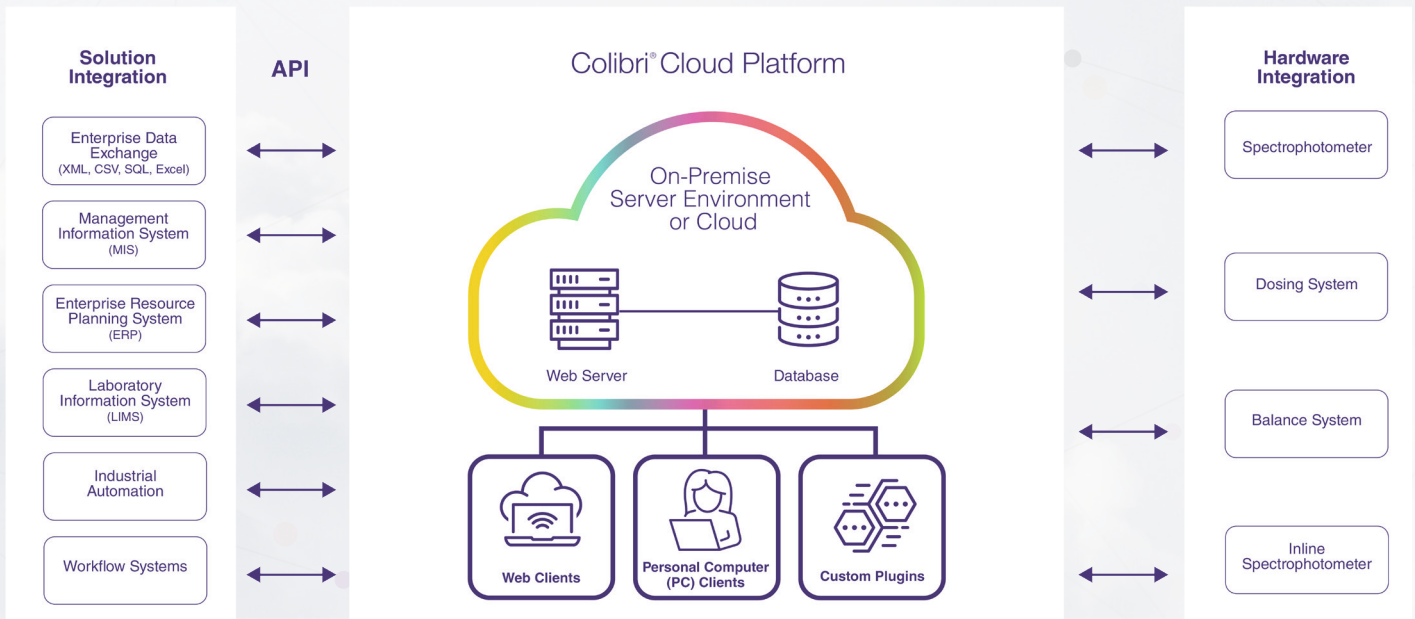 Solution
Integration
Enterprise Data
Exchange
(XML, CSV, SQL, Excel)
Management
Information System
(MIS)
Enterprise Resource
Planning System
(ERP)
Laboratory
Information System
(LIMS)
Industrial
Automation
Workflow Systems
API
Colibri® Cloud Platform
On-Premise
Server Environment
or Cloud
Web Server
Database
Web Clients
Personal Computer
(PC) Clients
Custom Plugins
Hardware
Integration
Spectrophotometer
Dosing System
Balance System
Inline
Spectrophotometer